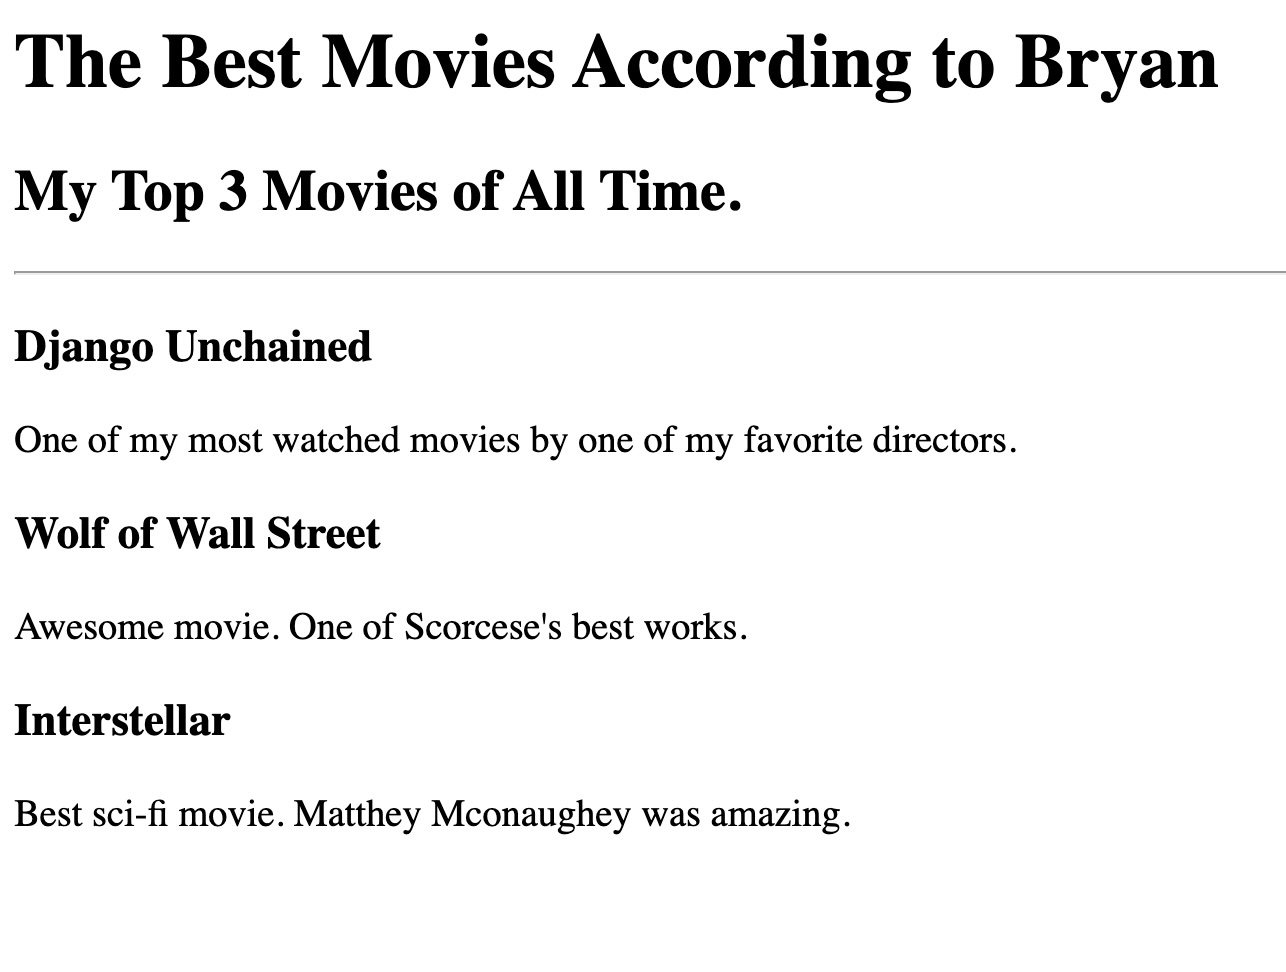 The Best Movies According to Bryan
My Top 3 Movies of All Time.
Django Unchained
One of my most watched movies by one of my favorite directors.
Wolf of Wall Street
Awesome movie. One of Scorcese's best works.
Interstellar
Best sci-fi movie. Matthey Mconaughey was amazing.